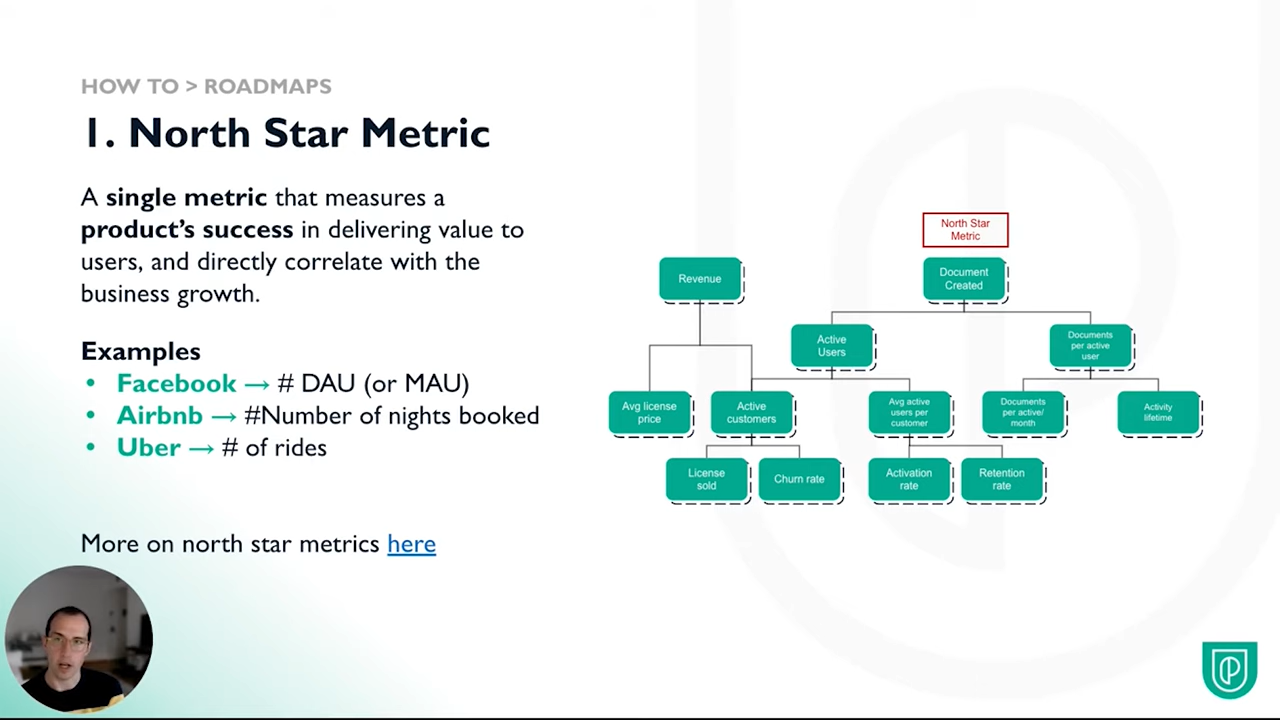 HOW TO > ROADMAPS
1. North Star Metric
A single metric that measures a
product’s success in delivering value to
users, and directly correlate with the
business growth.
Examples
• Facebook → # DAU (or MAU)
• Airbnb → #Number of nights booked
• Uber → # of rides
More on north star metrics here
North Star
Metric
Revenue
Document
Created
Active
Users
Documents
per active
user
Avg license
price
Active
customers
Avg active
users per
customer
Documents
per active/
month
Activity
lifetime
License
sold
Churn rate
Activation
rate
Retention
rate